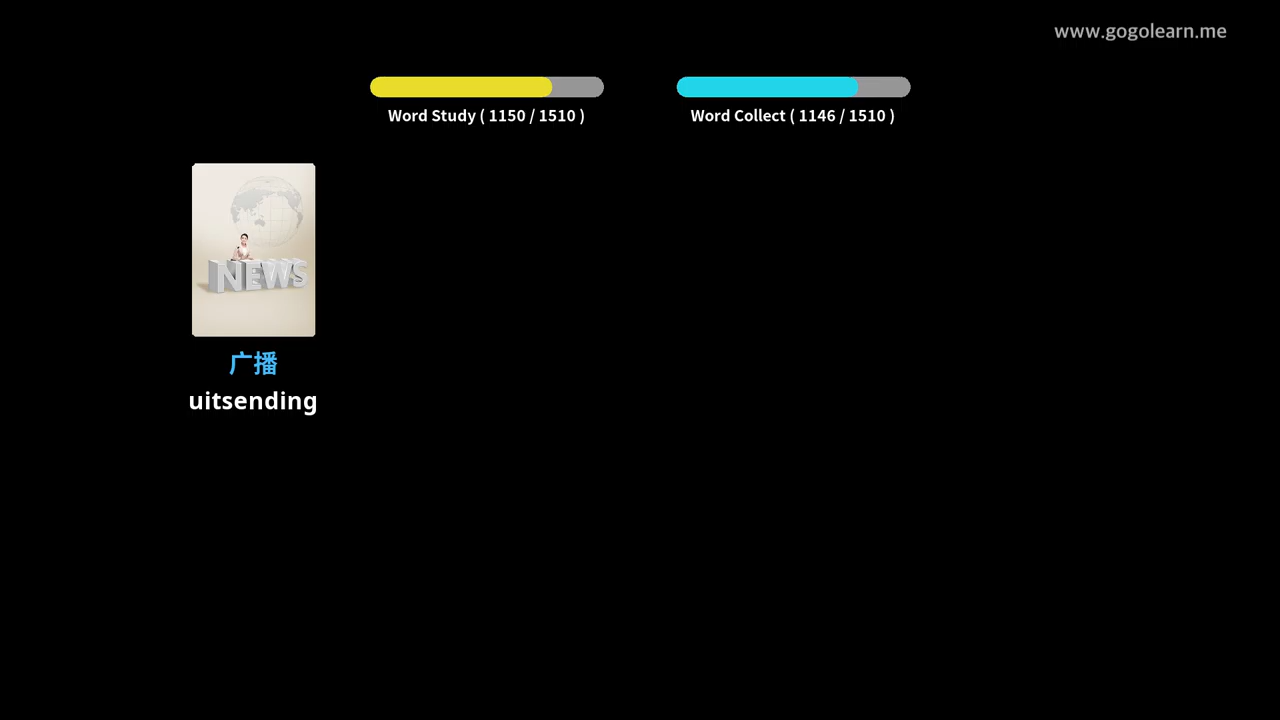 www.gogolearn.me
Word Study ( 1150 / 1510 )
Word Collect ( 1146 / 1510 )
NEWS
广播
uitsending